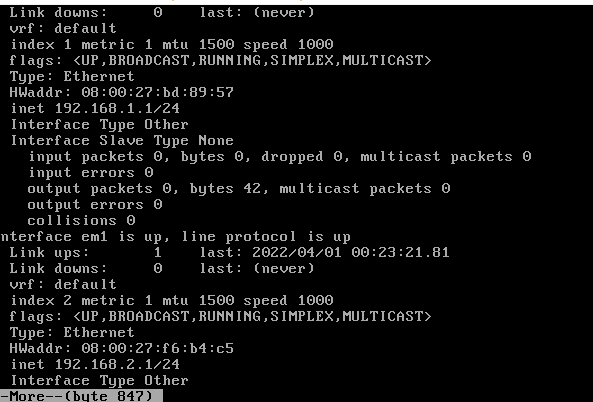 Link downs: 0 last: (never)
vrf: default
index 1 metric 1 mtu 1500 speed 1000
flags: <UP,BROADCAST,RUNNING,SIMPLEX,MULTICAST>
Type: Ethernet
HWaddr: 08:00:27:bd:89:57
inet 192.168.1.1/24
Interface Type Other
Interface Slave Type None
input packets 0, bytes 0, dropped 0, multicast packets 0
input errors 0
output packets 0, bytes 42, multicast packets 0
output errors 0
collisions 0
nterface em1 is up, line protocol is up
Link ups: 1 last: 2022/04/01 00:23:21.81
Link downs: 0 last: (never)
vrf: default
index 2 metric 1 mtu 1500 speed 1000
flags: <UP,BROADCAST,RUNNING,SIMPLEX,MULTICAST>
Type: Ethernet
HWaddr: 08:00:27:f6:b4:c5
inet 192.168.2.1/24
Interface Type Other
-More--(byte 847)